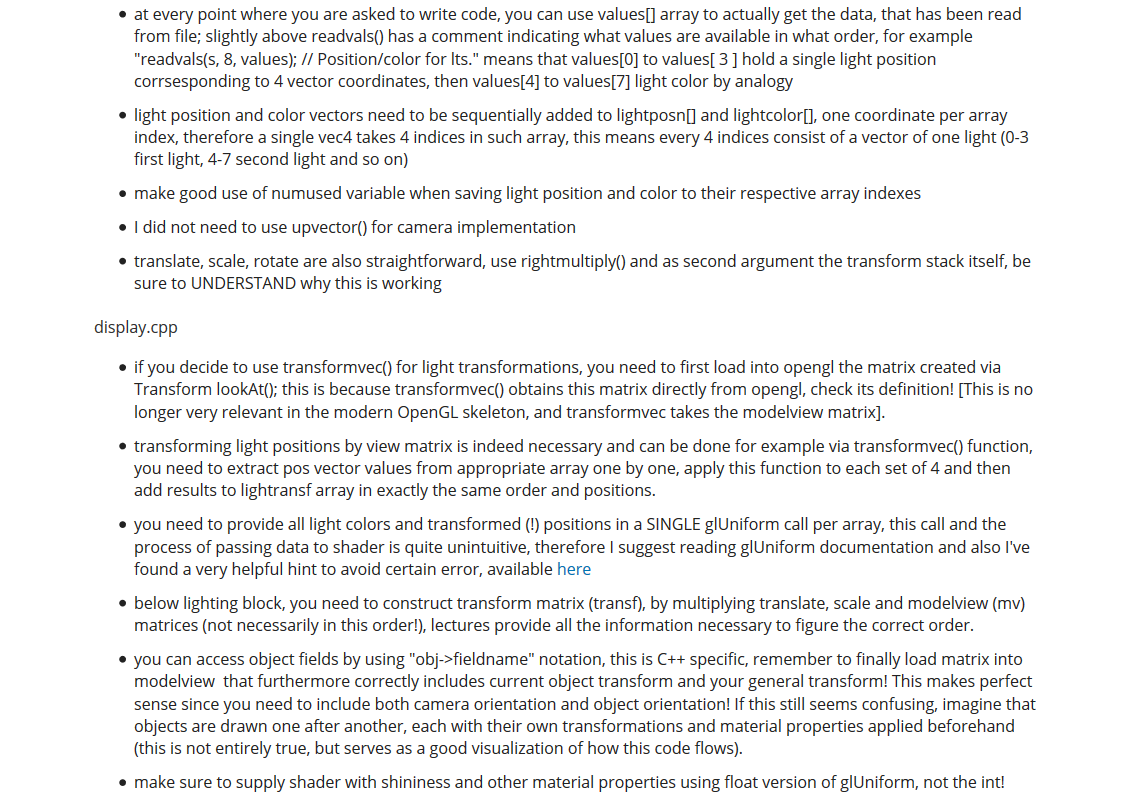 • at every point where you are asked to write code, you can use values[] array to actually get the data, that has been read
from file; slightly above readvals() has a comment indicating what values are available in what order, for example
"readvals(s, 8, values); // Position/color for lts." means that values[0] to values[ 3 ] hold a single light position
corrsesponding to 4 vector coordinates, then values[4] to values[7] light color by analogy
• light position and color vectors need to be sequentially added to lightposn[] and lightcolor[], one coordinate per array
index, therefore a single vec4 takes 4 indices in such array, this means every 4 indices consist of a vector of one light (0-3
first light, 4-7 second light and so on)
• make good use of numused variable when saving light position and color to their respective array indexes
• I did not need to use upvector() for camera implementation
• translate, scale, rotate are also straightforward, use rightmultiply() and as second argument the transform stack itself, be
sure to UNDERSTAND why this is working
display.cpp
• if you decide to use transformvec() for light transformations, you need to first load into opengl the matrix created via
Transform lookAt(); this is because transformvec() obtains this matrix directly from opengl, check its definition! [This is no
longer very relevant in the modern OpenGL skeleton, and transformvec takes the modelview matrix].
• transforming light positions by view matrix is indeed necessary and can be done for example via transformvec() function,
you need to extract pos vector values from appropriate array one by one, apply this function to each set of 4 and then
add results to lightransf array in exactly the same order and positions.
• you need to provide all light colors and transformed (!) positions in a SINGLE glUniform call per array, this call and the
process of passing data to shader is quite unintuitive, therefore I suggest reading glUniform documentation and also I've
found a very helpful hint to avoid certain error, available here
• below lighting block, you need to construct transform matrix (transf), by multiplying translate, scale and modelview (mv)
matrices (not necessarily in this order!), lectures provide all the information necessary to figure the correct order.
• you can access object fields by using "obj->fieldname" notation, this is C++ specific, remember to finally load matrix into
modelview  that furthermore correctly includes current object transform and your general transform! This makes perfect
sense since you need to include both camera orientation and object orientation! If this still seems confusing, imagine that
objects are drawn one after another, each with their own transformations and material properties applied beforehand
(this is not entirely true, but serves as a good visualization of how this code flows).
• make sure to supply shader with shininess and other material properties using float version of glUniform, not the int!